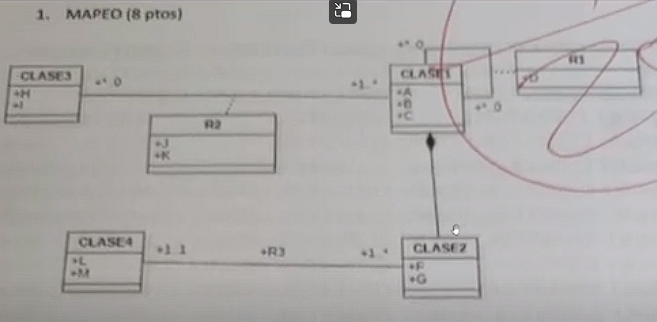 1. MAPEO (8 ptos)
+*..0
CLASE1
+A
+B
+C
R1
+D
+*..0
CLASE3
+H
+I
+*..0
+1..*
R2
+J
+K
CLASE4
+L
+M
+1..1
+R3
+1..*
CLASE2
+F
+G